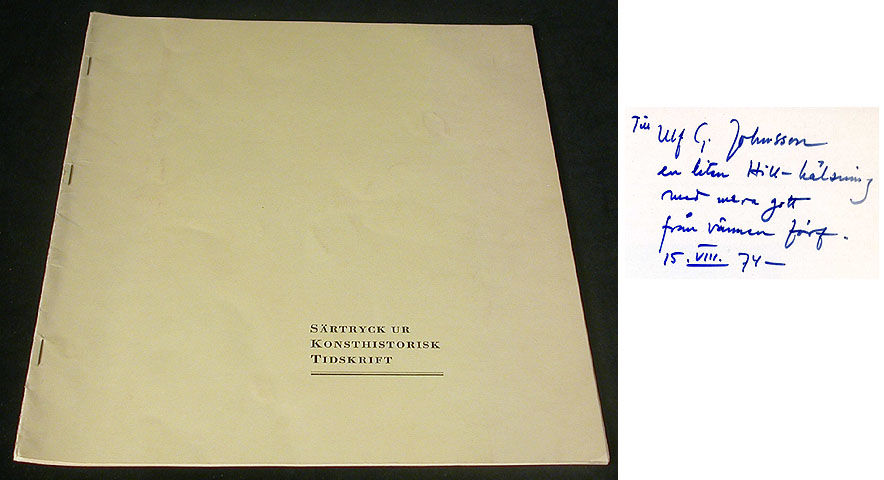 SÄRTRYCK UR
KONSTHISTORISK
TIDSKRIFT
Till Ulf G. Johnsson
en liten Hill-hälsning
med mera gott
från vännen förf.
15. VIII. 74—